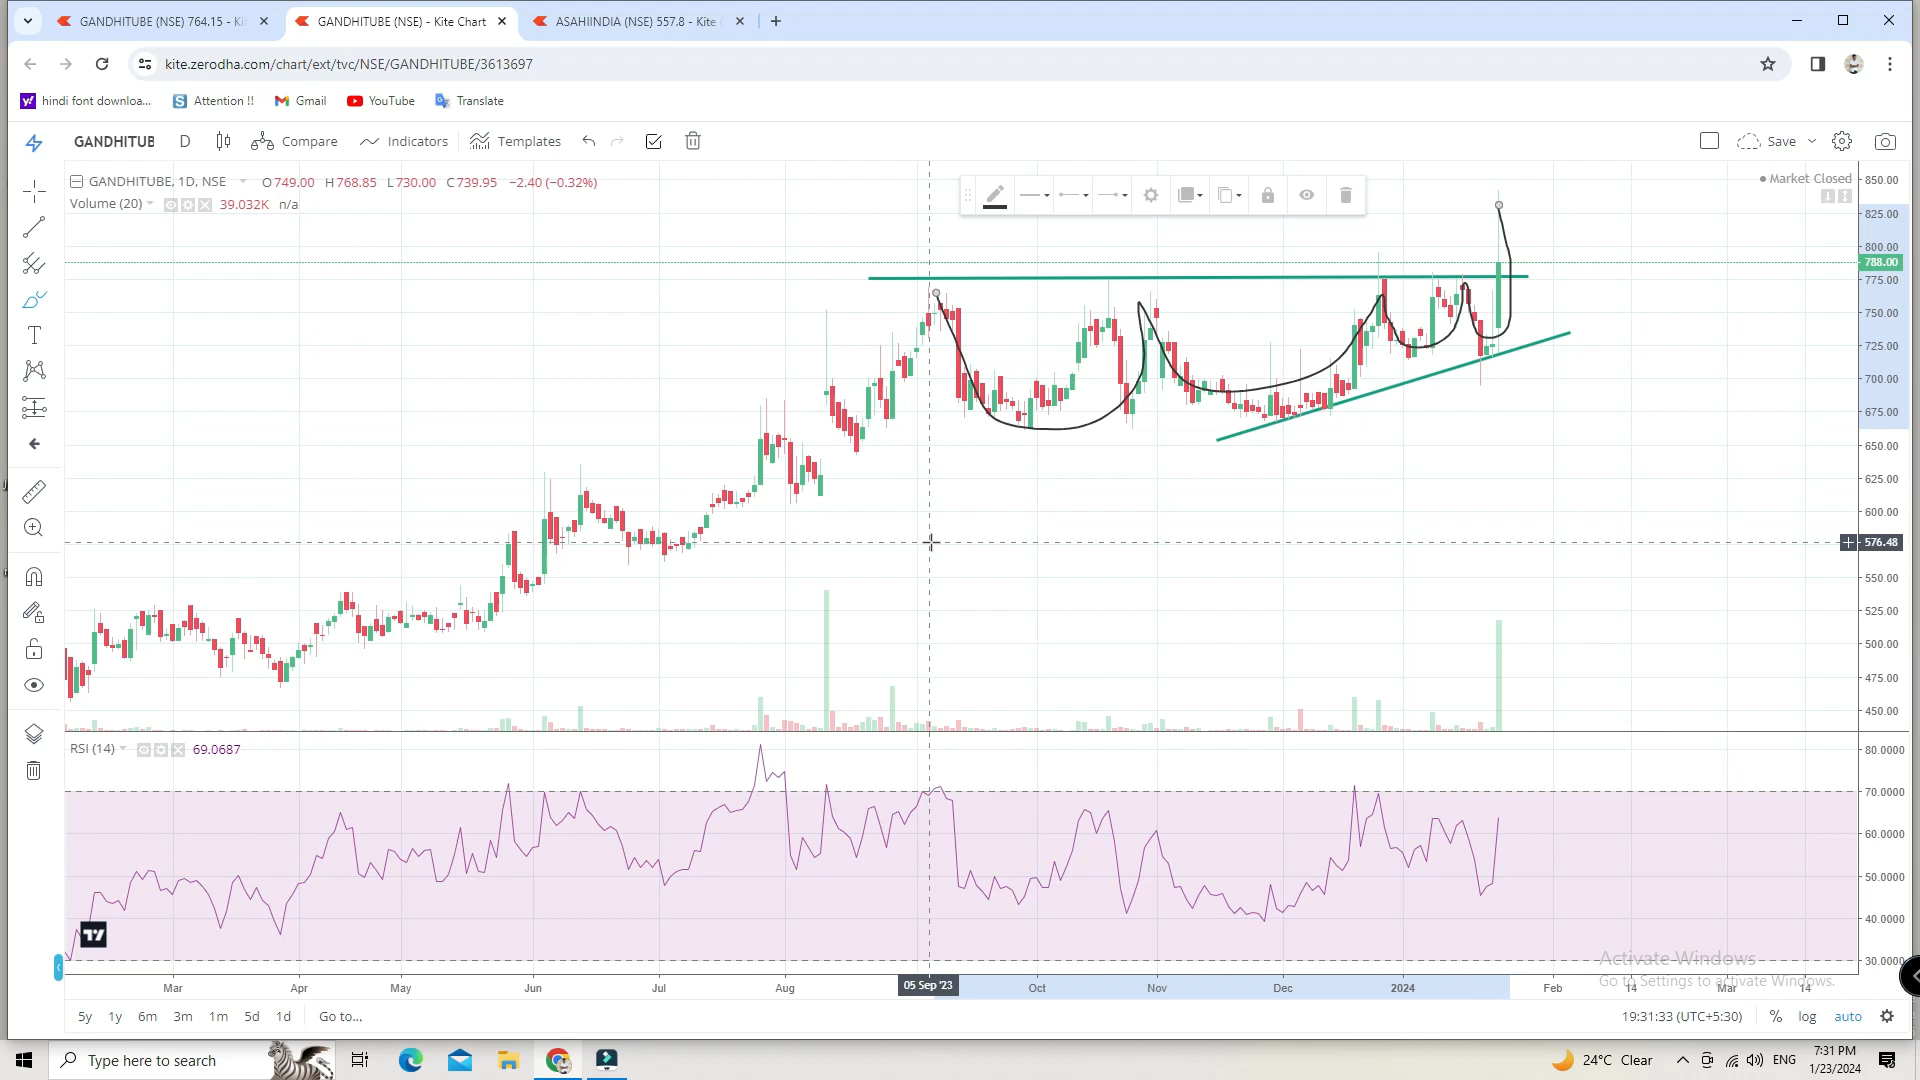 GANDHITUBE (NSE) 764.15 - Ki
GANDHITUBE (NSE) - Kite Chart
ASAHIINDIA (NSE) 557.8 - Kite
kite.zerodha.com/chart/ext/tvc/NSE/GANDHITUBE/3613697
hindi font downloa...
Attention !!
Gmail
YouTube
Translate
GANDHITUB
D
Compare
Indicators
Templates
Save
GANDHITUBE, 1D, NSE
O749.00 H768.85 L730.00 C739.95 −2.40 (−0.32%)
Volume (20)
39.032K n/a
Market Closed
850.00
825.00
800.00
788.00
775.00
750.00
725.00
700.00
675.00
650.00
625.00
600.00
576.48
550.00
525.00
500.00
475.00
450.00
RSI (14)
69.0687
80.0000
70.0000
60.0000
50.0000
40.0000
30.0000
Mar
Apr
May
Jun
Jul
Aug
05 Sep '23
Oct
Nov
Dec
2024
Feb
14
Mar
14
Activate Windows
Go to Settings to activate Windows.
5y 1y 6m 3m 1m 5d 1d Go to...
19:31:33 (UTC+5:30) % log auto
Type here to search
24°C Clear
ENG
7:31 PM
1/23/2024